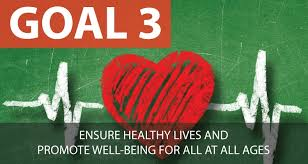 GOAL 3
ENSURE HEALTHY LIVES AND
PROMOTE WELL-BEING FOR ALL AT ALL AGES